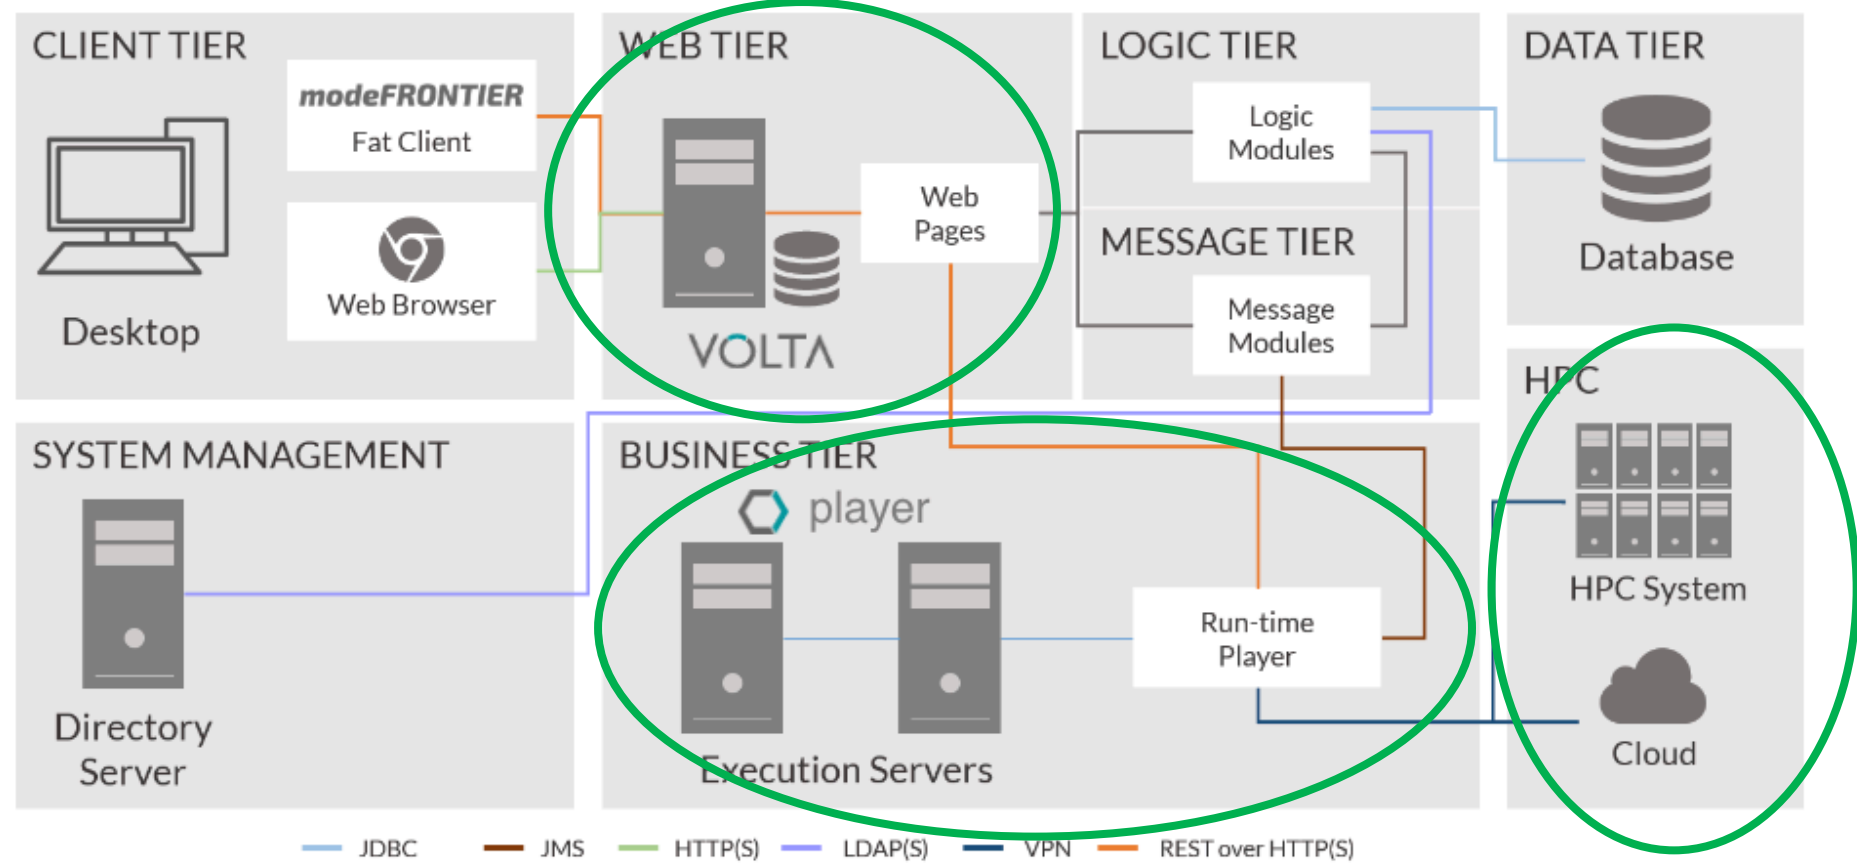 CLIENT TIER
modeFRONTIER
Fat Client
Web Browser
Desktop
WEB TIER
Web
Pages
VOLTA
LOGIC TIER
Logic
Modules
MESSAGE TIER
Message
Modules
DATA TIER
Database
SYSTEM MANAGEMENT
Directory
Server
BUSINESS TIER
player
Run-time
Player
Execution Servers
HPC
HPC System
Cloud
JDBC JMS HTTP(S) LDAP(S) VPN REST over HTTP(S)